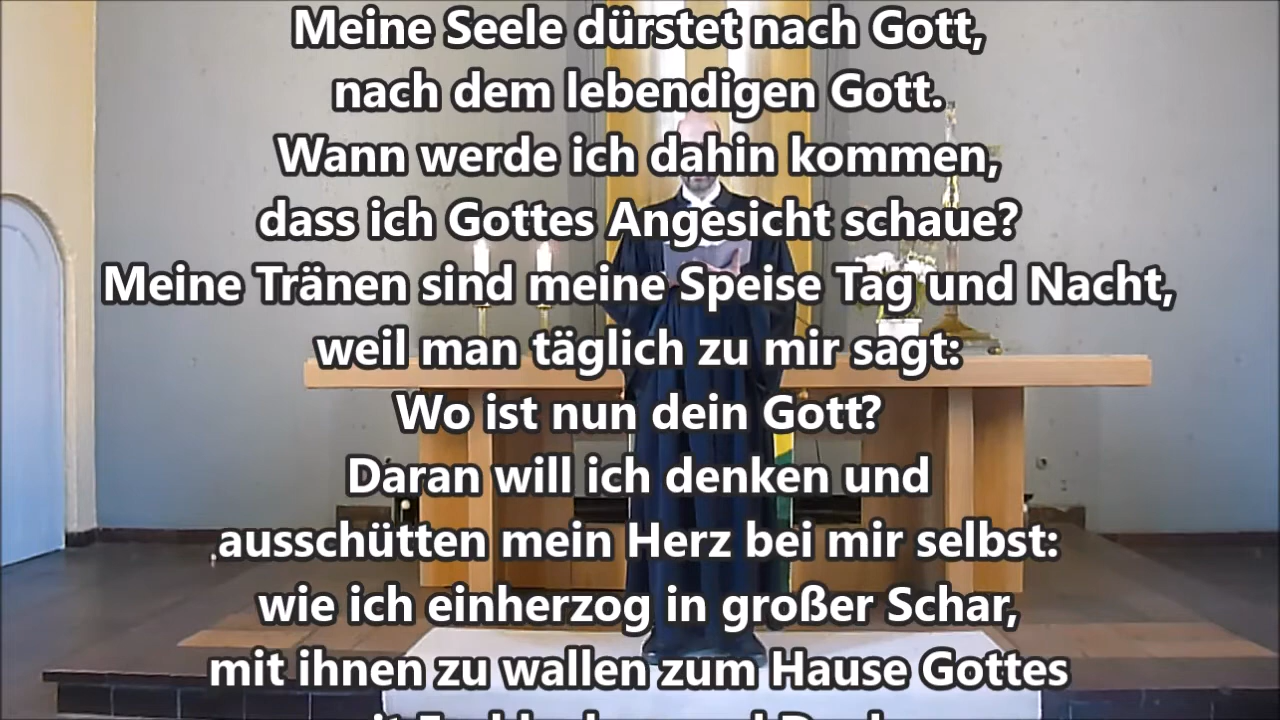 Meine Seele dürstet nach Gott,
nach dem lebendigen Gott.
Wann werde ich dahin kommen,
dass ich Gottes Angesicht schaue?
Meine Tränen sind meine Speise Tag und Nacht,
weil man täglich zu mir sagt:
Wo ist nun dein Gott?
Daran will ich denken und
ausschütten mein Herz bei mir selbst:
wie ich einherzog in großer Schar,
mit ihnen zu wallen zum Hause Gottes